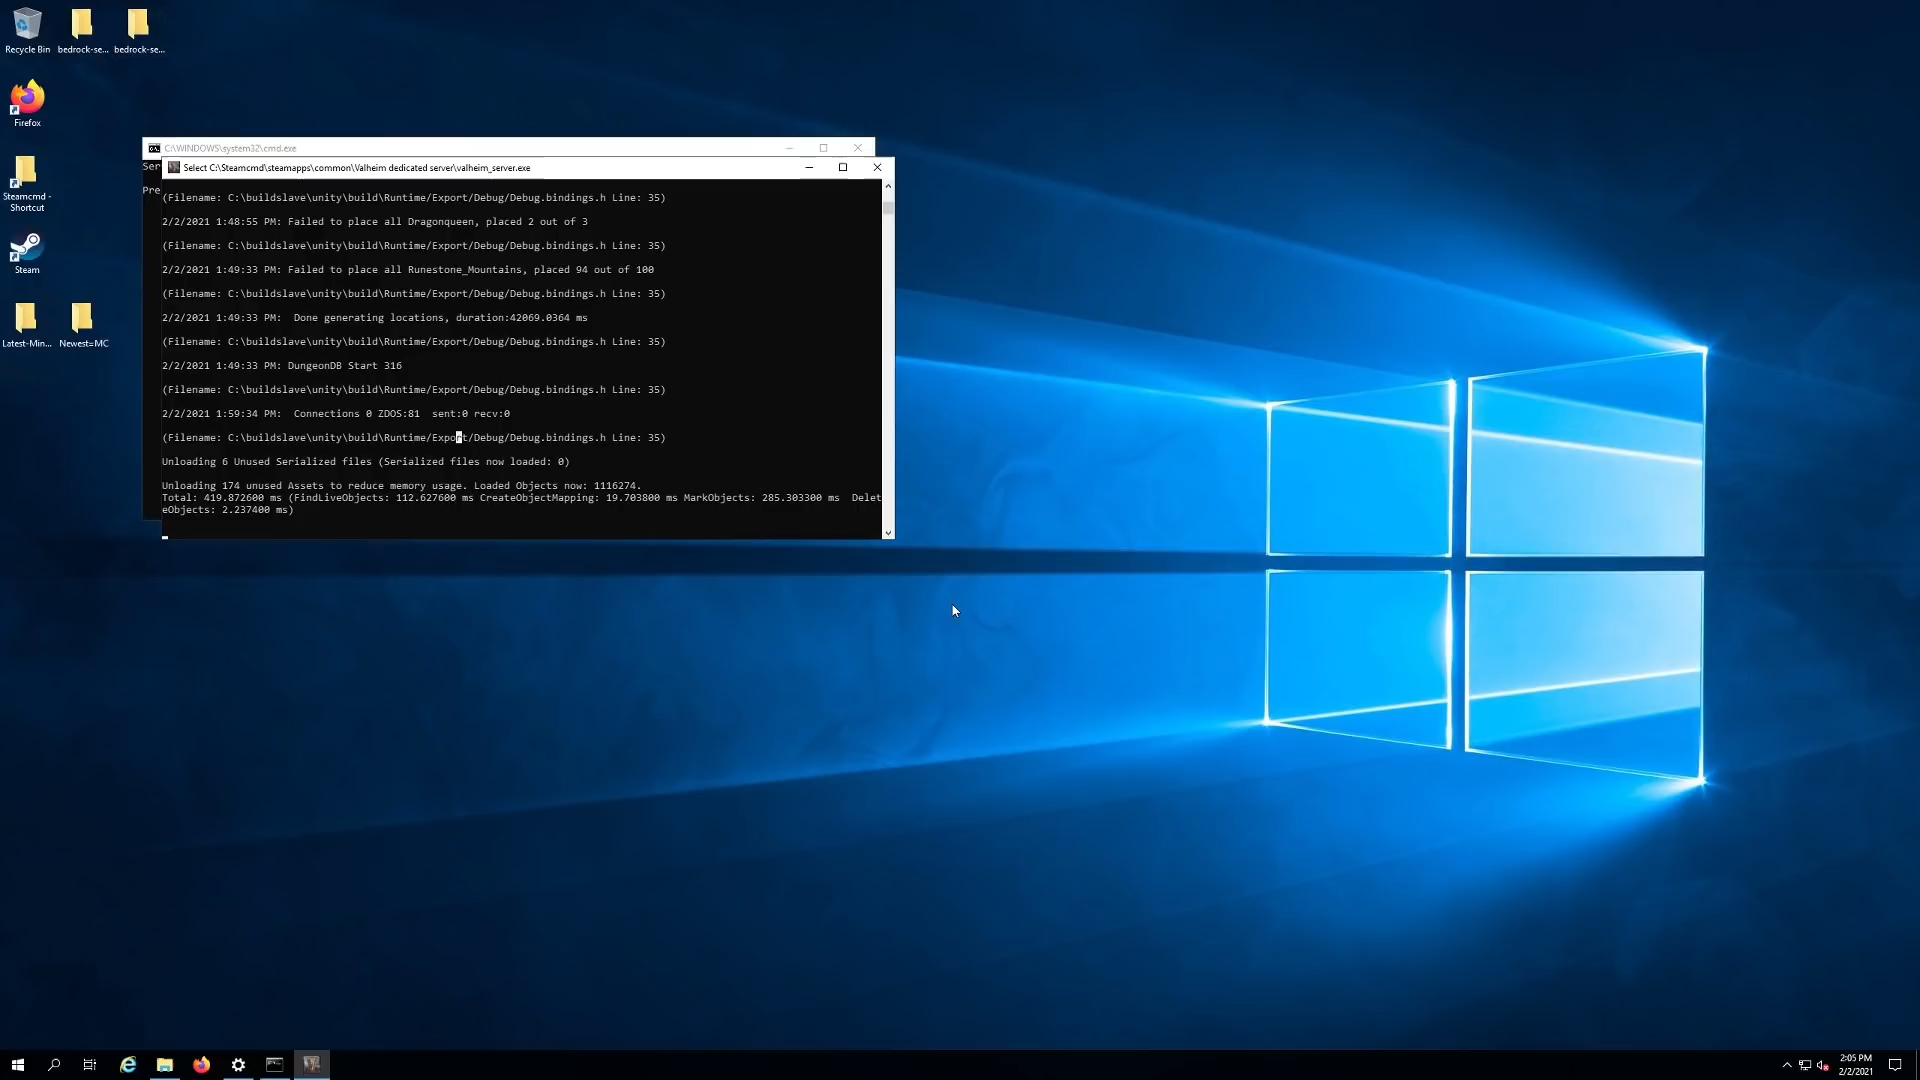 Recycle Bin
bedrock-se...
bedrock-se...
Firefox
Steamcmd -
Shortcut
Steam
Latest-Min...
Newest=MC
C:\WINDOWS\system32\cmd.exe
Ser
Pre
Select C:\Steamcmd\steamapps\common\Valheim dedicated server\valheim_server.exe
(Filename: C:\buildslave\unity\build\Runtime/Export/Debug/Debug.bindings.h Line: 35)
2/2/2021 1:48:55 PM: Failed to place all Dragonqueen, placed 2 out of 3
(Filename: C:\buildslave\unity\build\Runtime/Export/Debug/Debug.bindings.h Line: 35)
2/2/2021 1:49:33 PM: Failed to place all Runestone_Mountains, placed 94 out of 100
(Filename: C:\buildslave\unity\build\Runtime/Export/Debug/Debug.bindings.h Line: 35)
2/2/2021 1:49:33 PM:  Done generating locations, duration:42069.0364 ms
(Filename: C:\buildslave\unity\build\Runtime/Export/Debug/Debug.bindings.h Line: 35)
2/2/2021 1:49:33 PM: DungeonDB Start 316
(Filename: C:\buildslave\unity\build\Runtime/Export/Debug/Debug.bindings.h Line: 35)
2/2/2021 1:59:34 PM:  Connections 0 ZDOS:81  sent:0 recv:0
(Filename: C:\buildslave\unity\build\Runtime/Export/Debug/Debug.bindings.h Line: 35)
Unloading 6 Unused Serialized files (Serialized files now loaded: 0)
Unloading 174 unused Assets to reduce memory usage. Loaded Objects now: 1116274.
Total: 419.872600 ms (FindLiveObjects: 112.627600 ms CreateObjectMapping: 19.703800 ms MarkObjects: 285.303300 ms  Delet
eObjects: 2.237400 ms)
2:05 PM
2/2/2021